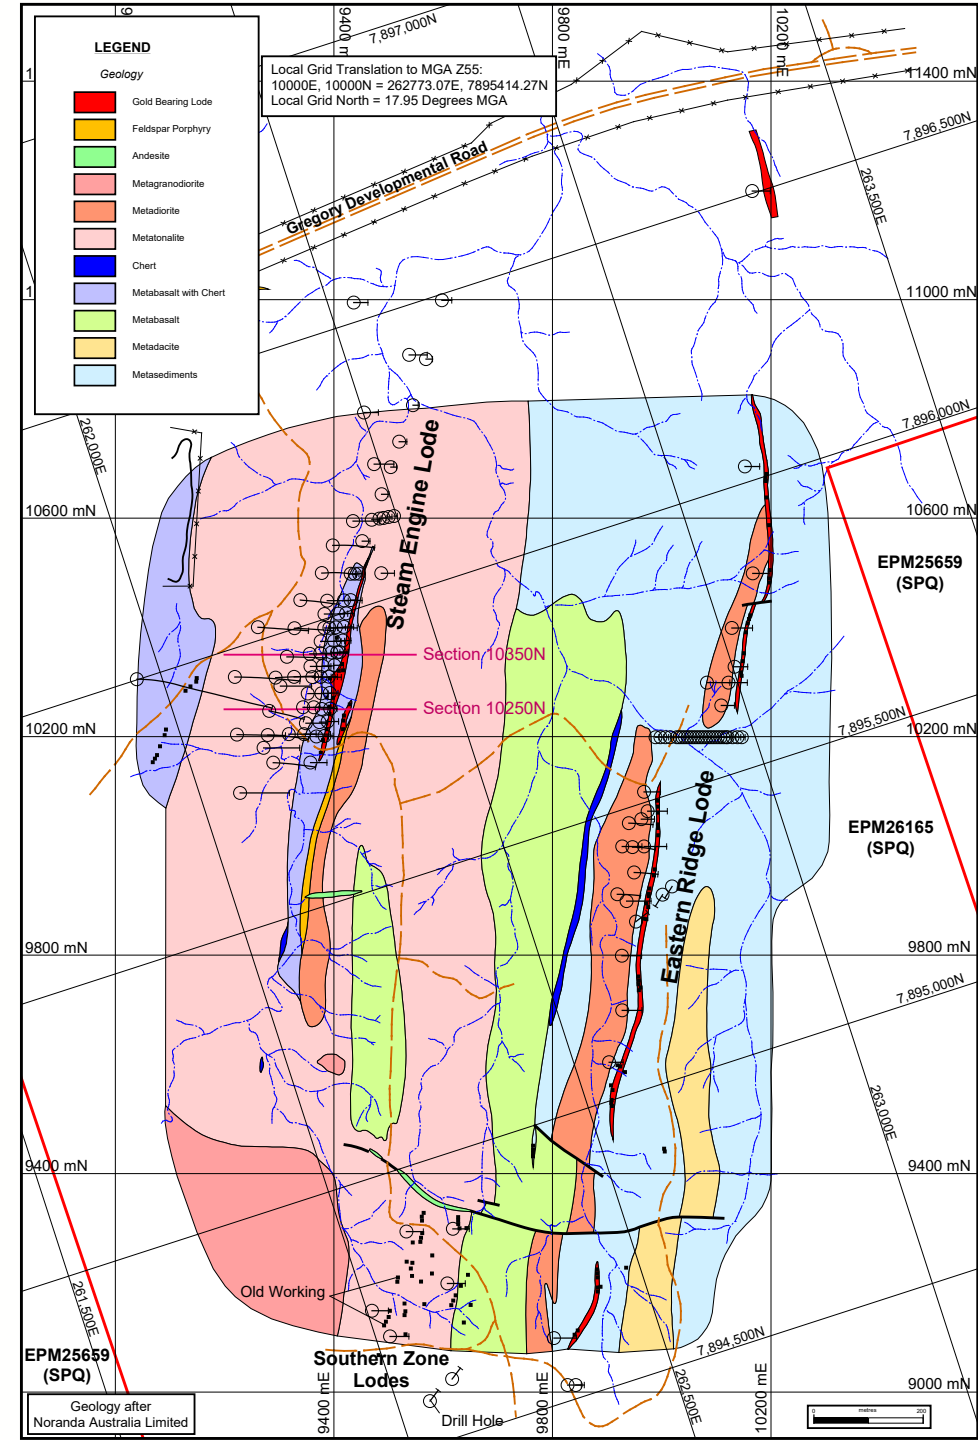 LEGEND
Geology
Gold Bearing Lode
Feldspar Porphyry
Andesite
Metagranodiorite
Metadiorite
Metatonalite
Chert
Metabasalt with Chert
Metabasalt
Metadacite
Metasediments
Local Grid Translation to MGA Z55:
10000E, 10000N = 262773.07E, 7895414.27N
Local Grid North = 17.95 Degrees MGA
9400 m
7,897,000N
9800 mE
10200 mE
11400 mN
7,896,500N
263,500E
Gregory Developmental Road
11000 mN
7,896,000N
262,000E
Steam Engine Lode
10600 mN
10600 mN
EPM25659
(SPQ)
Section 10350N
Section 10250N
7,895,500N
10200 mN
10200 mN
EPM26165
(SPQ)
Eastern Ridge Lode
9800 mN
9800 mN
7,895,000N
263,000E
9400 mN
9400 mN
Old Working
261,500E
EPM25659
(SPQ)
Southern Zone
Lodes
7,894,500N
262,500E
9400 mE
9800 mE
10200 mE
9000 mN
Drill Hole
Geology after
Noranda Australia Limited
0 metres 200